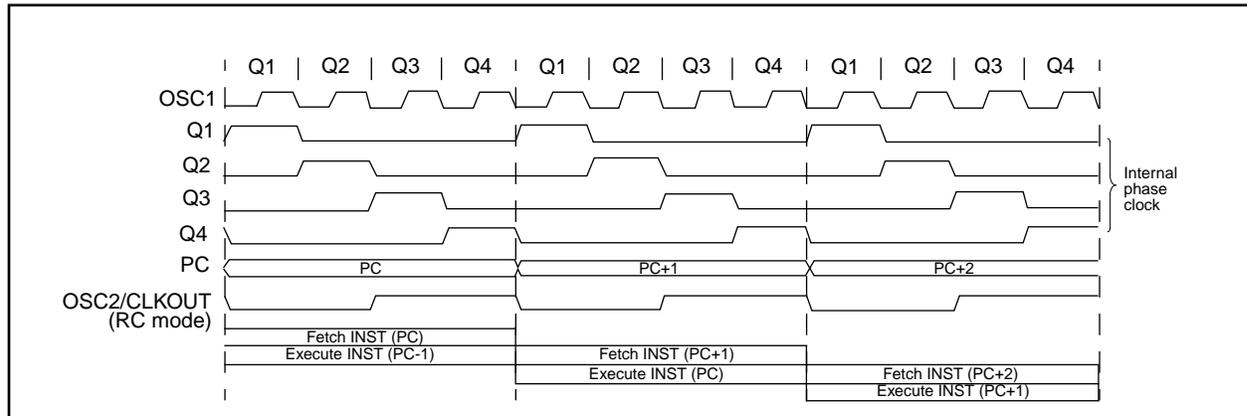 Q1 | Q2 | Q3 | Q4 | Q1 | Q2 | Q3 | Q4 | Q1 | Q2 | Q3 | Q4
OSC1
Q1
Q2
Q3
Q4
Internal
phase
clock
PC
PC PC+1 PC+2
OSC2/CLKOUT
(RC mode)
Fetch INST (PC)
Execute INST (PC-1) Fetch INST (PC+1)
Execute INST (PC) Fetch INST (PC+2)
Execute INST (PC+1)